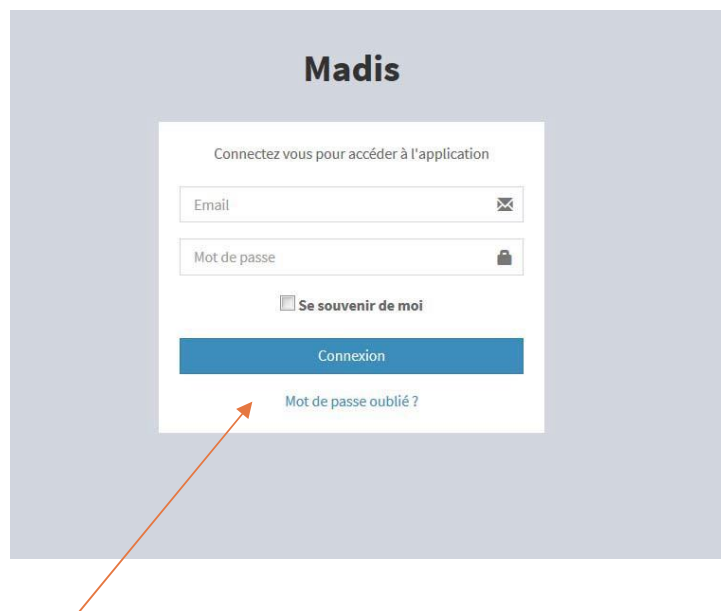 Madis
Connectez vous pour accéder à l'application
Email
Mot de passe
Se souvenir de moi
Connexion
Mot de passe oublié ?